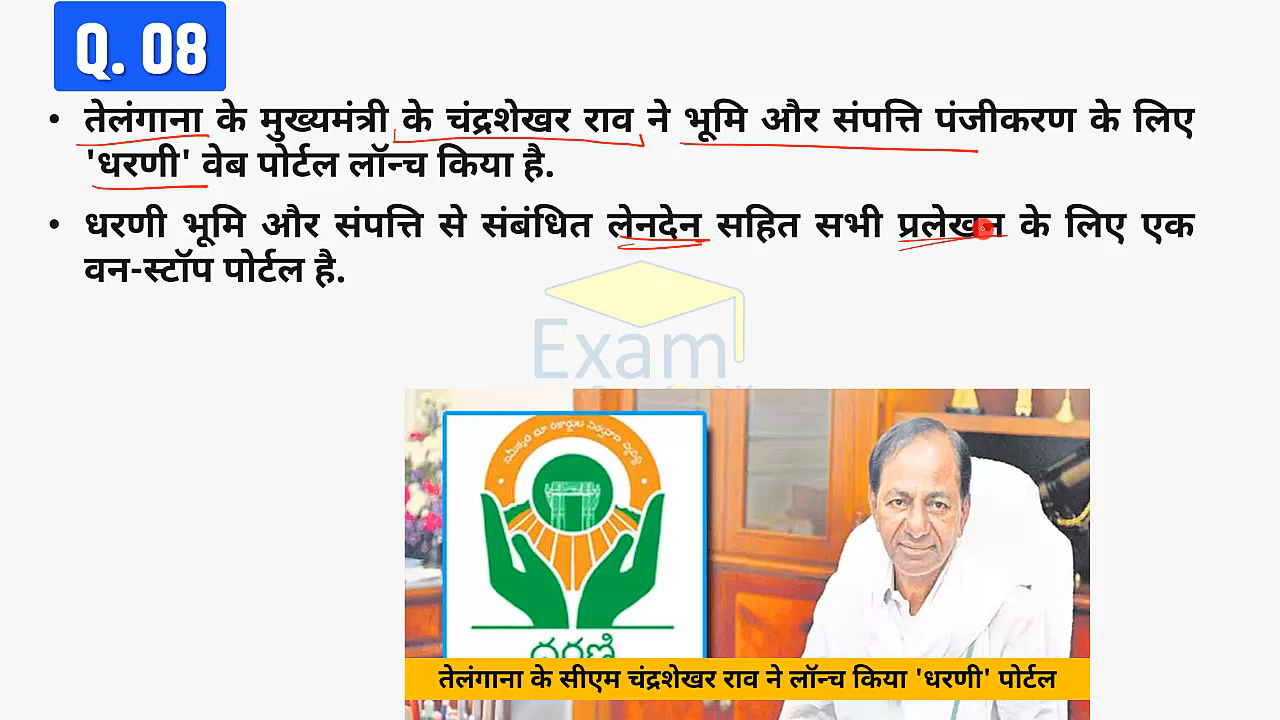 Q. 08
• तेलंगाना के मुख्यमंत्री के चंद्रशेखर राव ने भूमि और संपत्ति पंजीकरण के लिए
'धरणी' वेब पोर्टल लॉन्च किया है.
• धरणी भूमि और संपत्ति से संबंधित लेनदेन सहित सभी प्रलेखन के लिए एक
वन-स्टॉप पोर्टल है.
Exam
ధరణి
तेलंगाना के सीएम चंद्रशेखर राव ने लॉन्च किया 'धरणी' पोर्टल